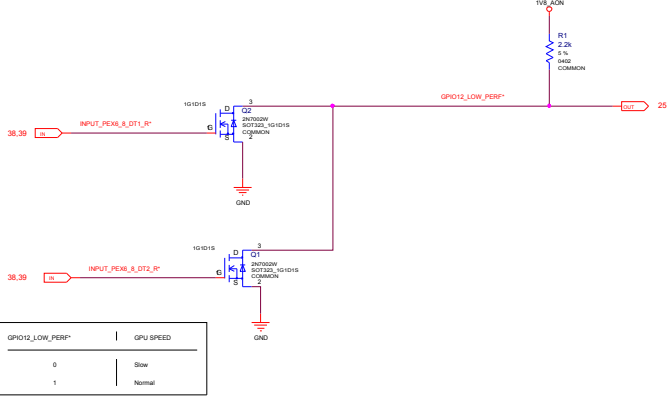 1V8_AON
R1
2.2k
5 %
0402
COMMON
GPIO12_LOW_PERF*
OUT
25
1G1D1S
D
3
Q2
2N7002W
SOT323_1G1D1S
COMMON
G
S
2
38,39
IN
INPUT_PEX6_8_DT1_R*
GND
1G1D1S
D
3
Q1
2N7002W
SOT323_1G1D1S
COMMON
G
S
2
38,39
IN
INPUT_PEX6_8_DT2_R*
GND
GPIO12_LOW_PERF* GPU SPEED
0 Slow
1 Normal